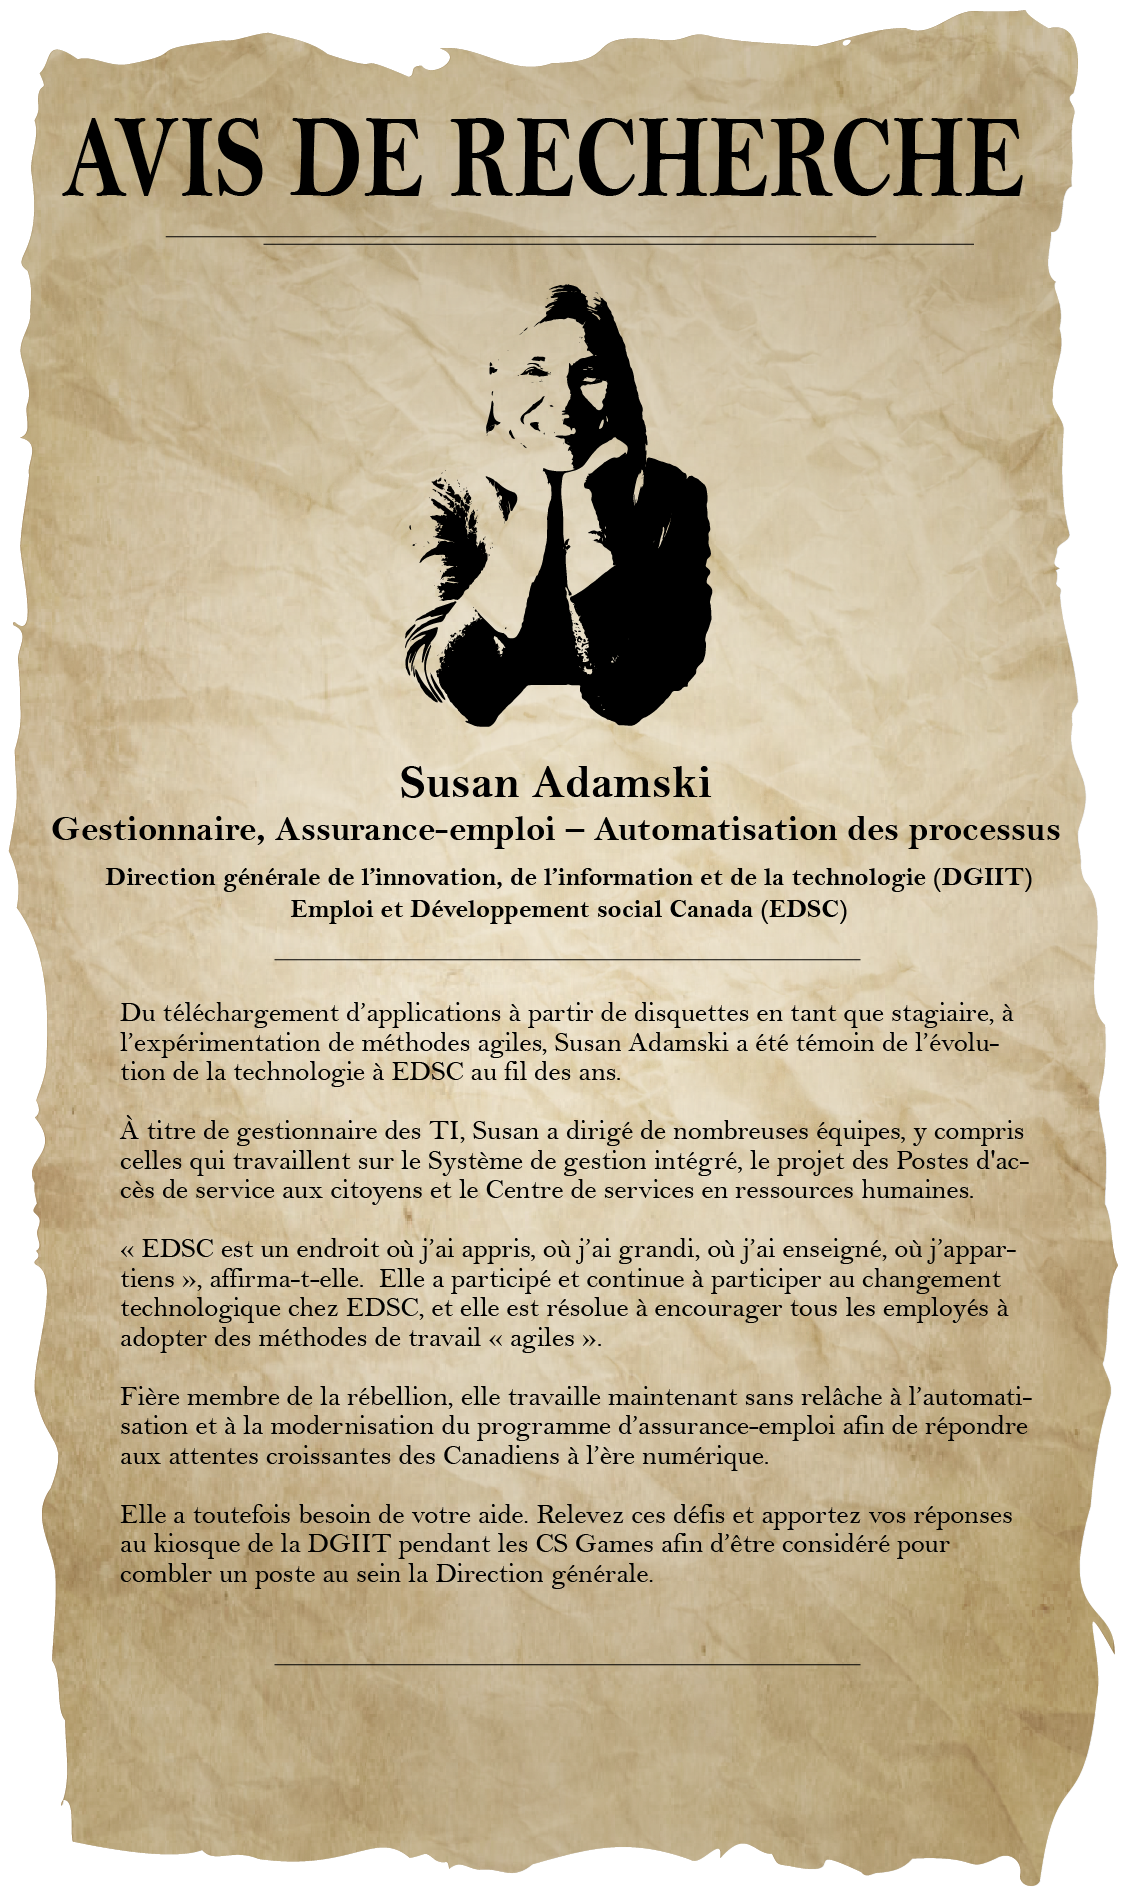 AVIS DE RECHERCHE
Susan Adamski
Gestionnaire, Assurance-emploi – Automatisation des processus
Direction générale de l’innovation, de l’information et de la technologie (DGIIT)
Emploi et Développement social Canada (EDSC)
Du téléchargement d’applications à partir de disquettes en tant que stagiaire, à
l’expérimentation de méthodes agiles, Susan Adamski a été témoin de l’évolu-
tion de la technologie à EDSC au fil des ans.
À titre de gestionnaire des TI, Susan a dirigé de nombreuses équipes, y compris
celles qui travaillent sur le Système de gestion intégré, le projet des Postes d'ac-
cès de service aux citoyens et le Centre de services en ressources humaines.
« EDSC est un endroit où j’ai appris, où j’ai grandi, où j’ai enseigné, où j’appar-
tiens », affirma-t-elle.  Elle a participé et continue à participer au changement
technologique chez EDSC, et elle est résolue à encourager tous les employés à
adopter des méthodes de travail « agiles ».
Fière membre de la rébellion, elle travaille maintenant sans relâche à l’automati-
sation et à la modernisation du programme d’assurance-emploi afin de répondre
aux attentes croissantes des Canadiens à l’ère numérique.
Elle a toutefois besoin de votre aide. Relevez ces défis et apportez vos réponses
au kiosque de la DGIIT pendant les CS Games afin d’être considéré pour
combler un poste au sein la Direction générale.